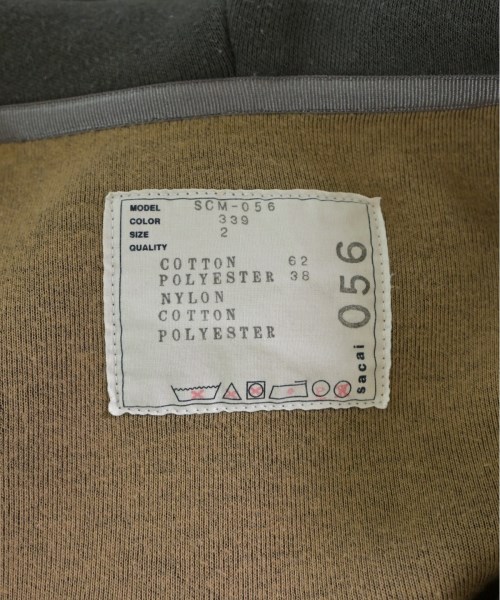 MODEL SCM-056
COLOR 339
SIZE 2
QUALITY
COTTON 62
POLYESTER 38
NYLON
COTTON
POLYESTER
056
sacai